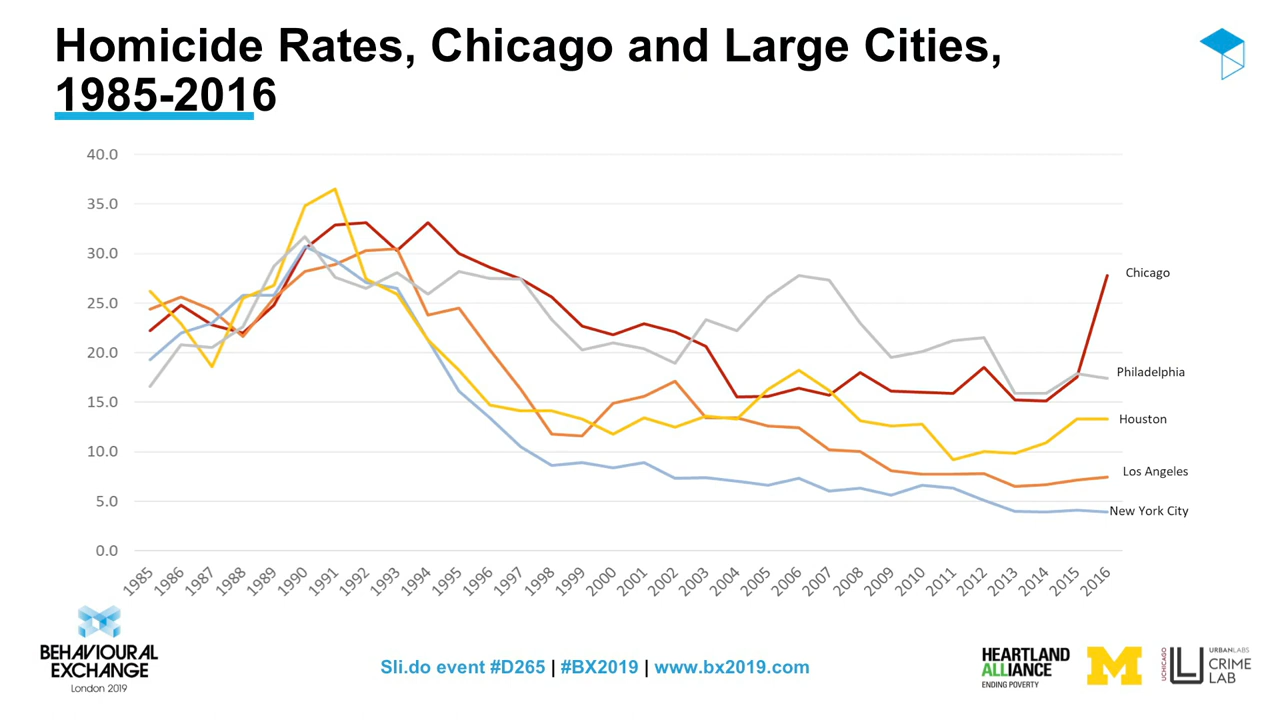 Homicide Rates, Chicago and Large Cities,
1985-2016
40.0
35.0
30.0
25.0
20.0
15.0
10.0
5.0
0.0
Chicago
Philadelphia
Houston
Los Angeles
New York City
1985 1986 1987 1988 1989 1990 1991 1992 1993 1994 1995 1996 1997 1998 1999 2000 2001 2002 2003 2004 2005 2006 2007 2008 2009 2010 2011 2012 2013 2014 2015 2016
BEHAVIOURAL
EXCHANGE
London 2019
Sli.do event #D265 | #BX2019 | www.bx2019.com
HEARTLAND
ALLIANCE
ENDING POVERTY
M
UCHICAGO
URBANLABS
CRIME
LAB